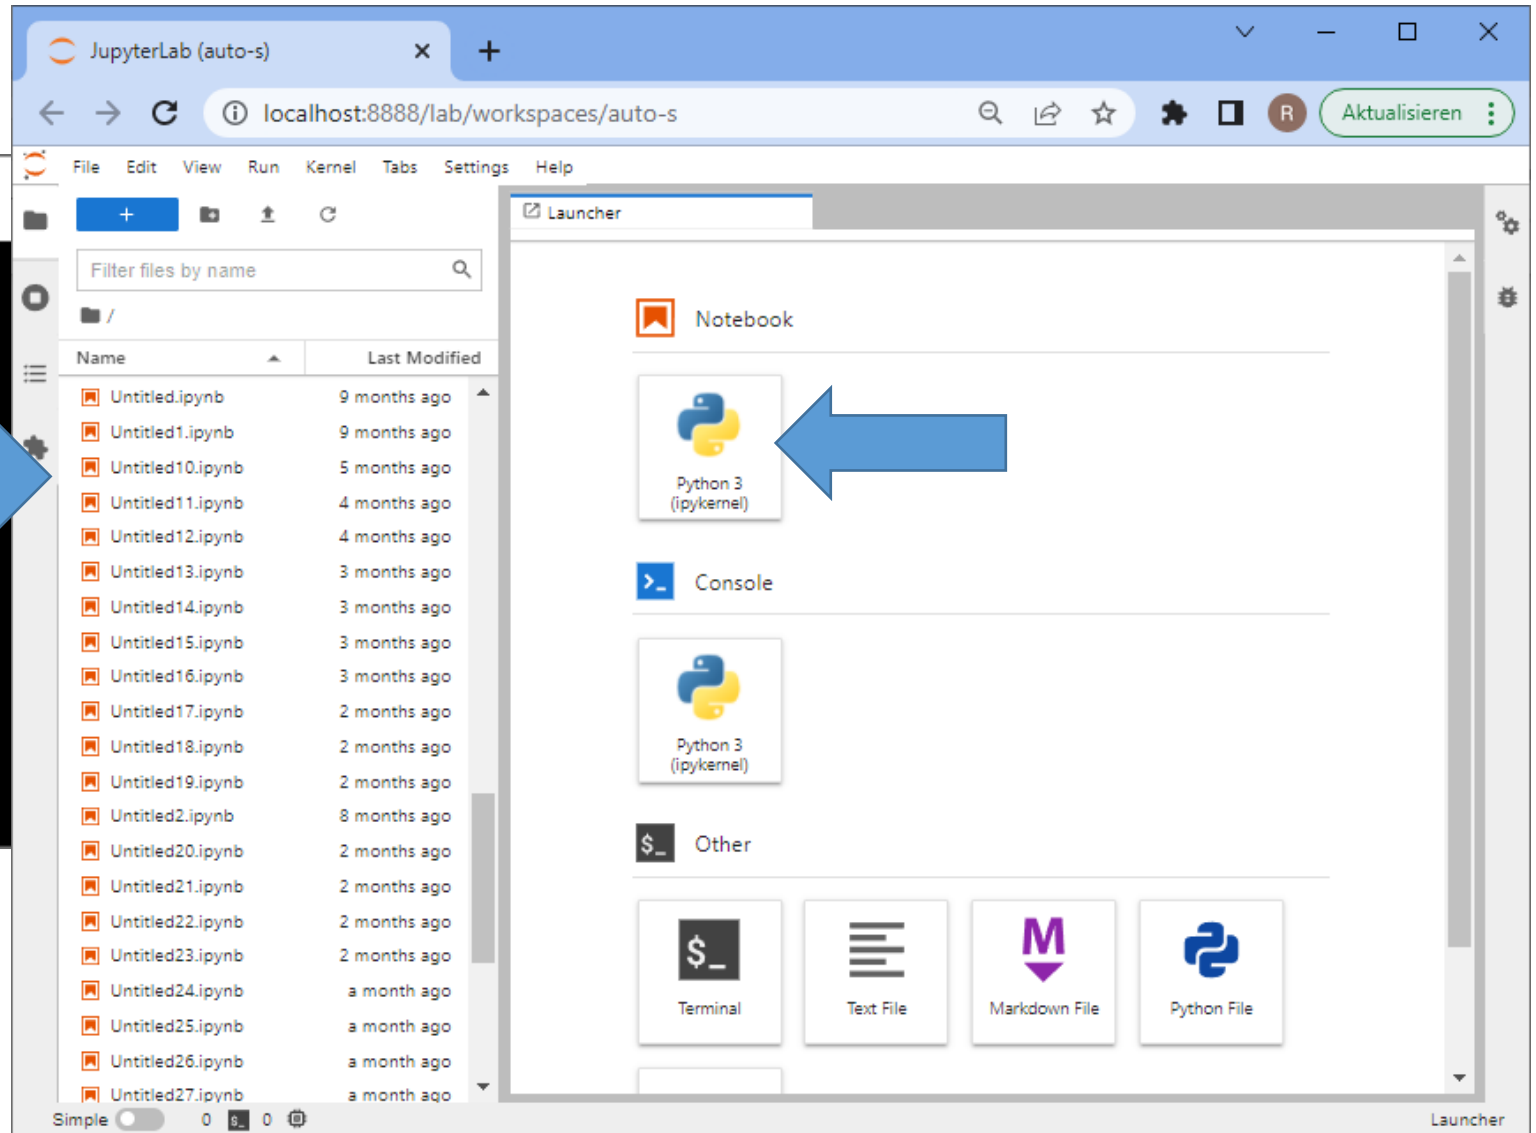 JupyterLab (auto-s)
localhost:8888/lab/workspaces/auto-s
R
Aktualisieren
File Edit View Run Kernel Tabs Settings Help
+
Launcher
Filter files by name
/
Name Last Modified
Untitled.ipynb 9 months ago
Untitled1.ipynb 9 months ago
Untitled10.ipynb 5 months ago
Untitled11.ipynb 4 months ago
Untitled12.ipynb 4 months ago
Untitled13.ipynb 3 months ago
Untitled14.ipynb 3 months ago
Untitled15.ipynb 3 months ago
Untitled16.ipynb 3 months ago
Untitled17.ipynb 2 months ago
Untitled18.ipynb 2 months ago
Untitled19.ipynb 2 months ago
Untitled2.ipynb 8 months ago
Untitled20.ipynb 2 months ago
Untitled21.ipynb 2 months ago
Untitled22.ipynb 2 months ago
Untitled23.ipynb 2 months ago
Untitled24.ipynb a month ago
Untitled25.ipynb a month ago
Untitled26.ipynb a month ago
Untitled27.ipynb a month ago
Notebook
Python 3
(ipykernel)
Console
Python 3
(ipykernel)
$_ Other
$_
Terminal
Text File
M
Markdown File
Python File
Simple 0 $_ 0
Launcher